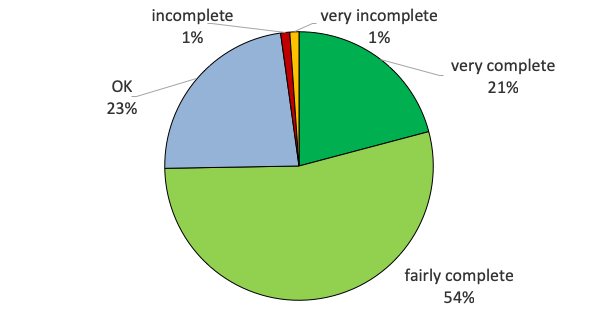 incomplete
1%
very incomplete
1%
very complete
21%
OK
23%
fairly complete
54%